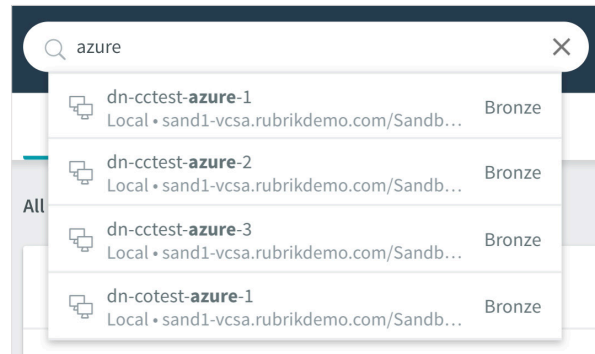 azure
dn-cctest-azure-1
Local • sand1-vcsa.rubrikdemo.com/Sandb...
Bronze
dn-cctest-azure-2
Local • sand1-vcsa.rubrikdemo.com/Sandb...
Bronze
dn-cctest-azure-3
Local • sand1-vcsa.rubrikdemo.com/Sandb...
Bronze
All
dn-cotest-azure-1
Local • sand1-vcsa.rubrikdemo.com/Sandb...
Bronze